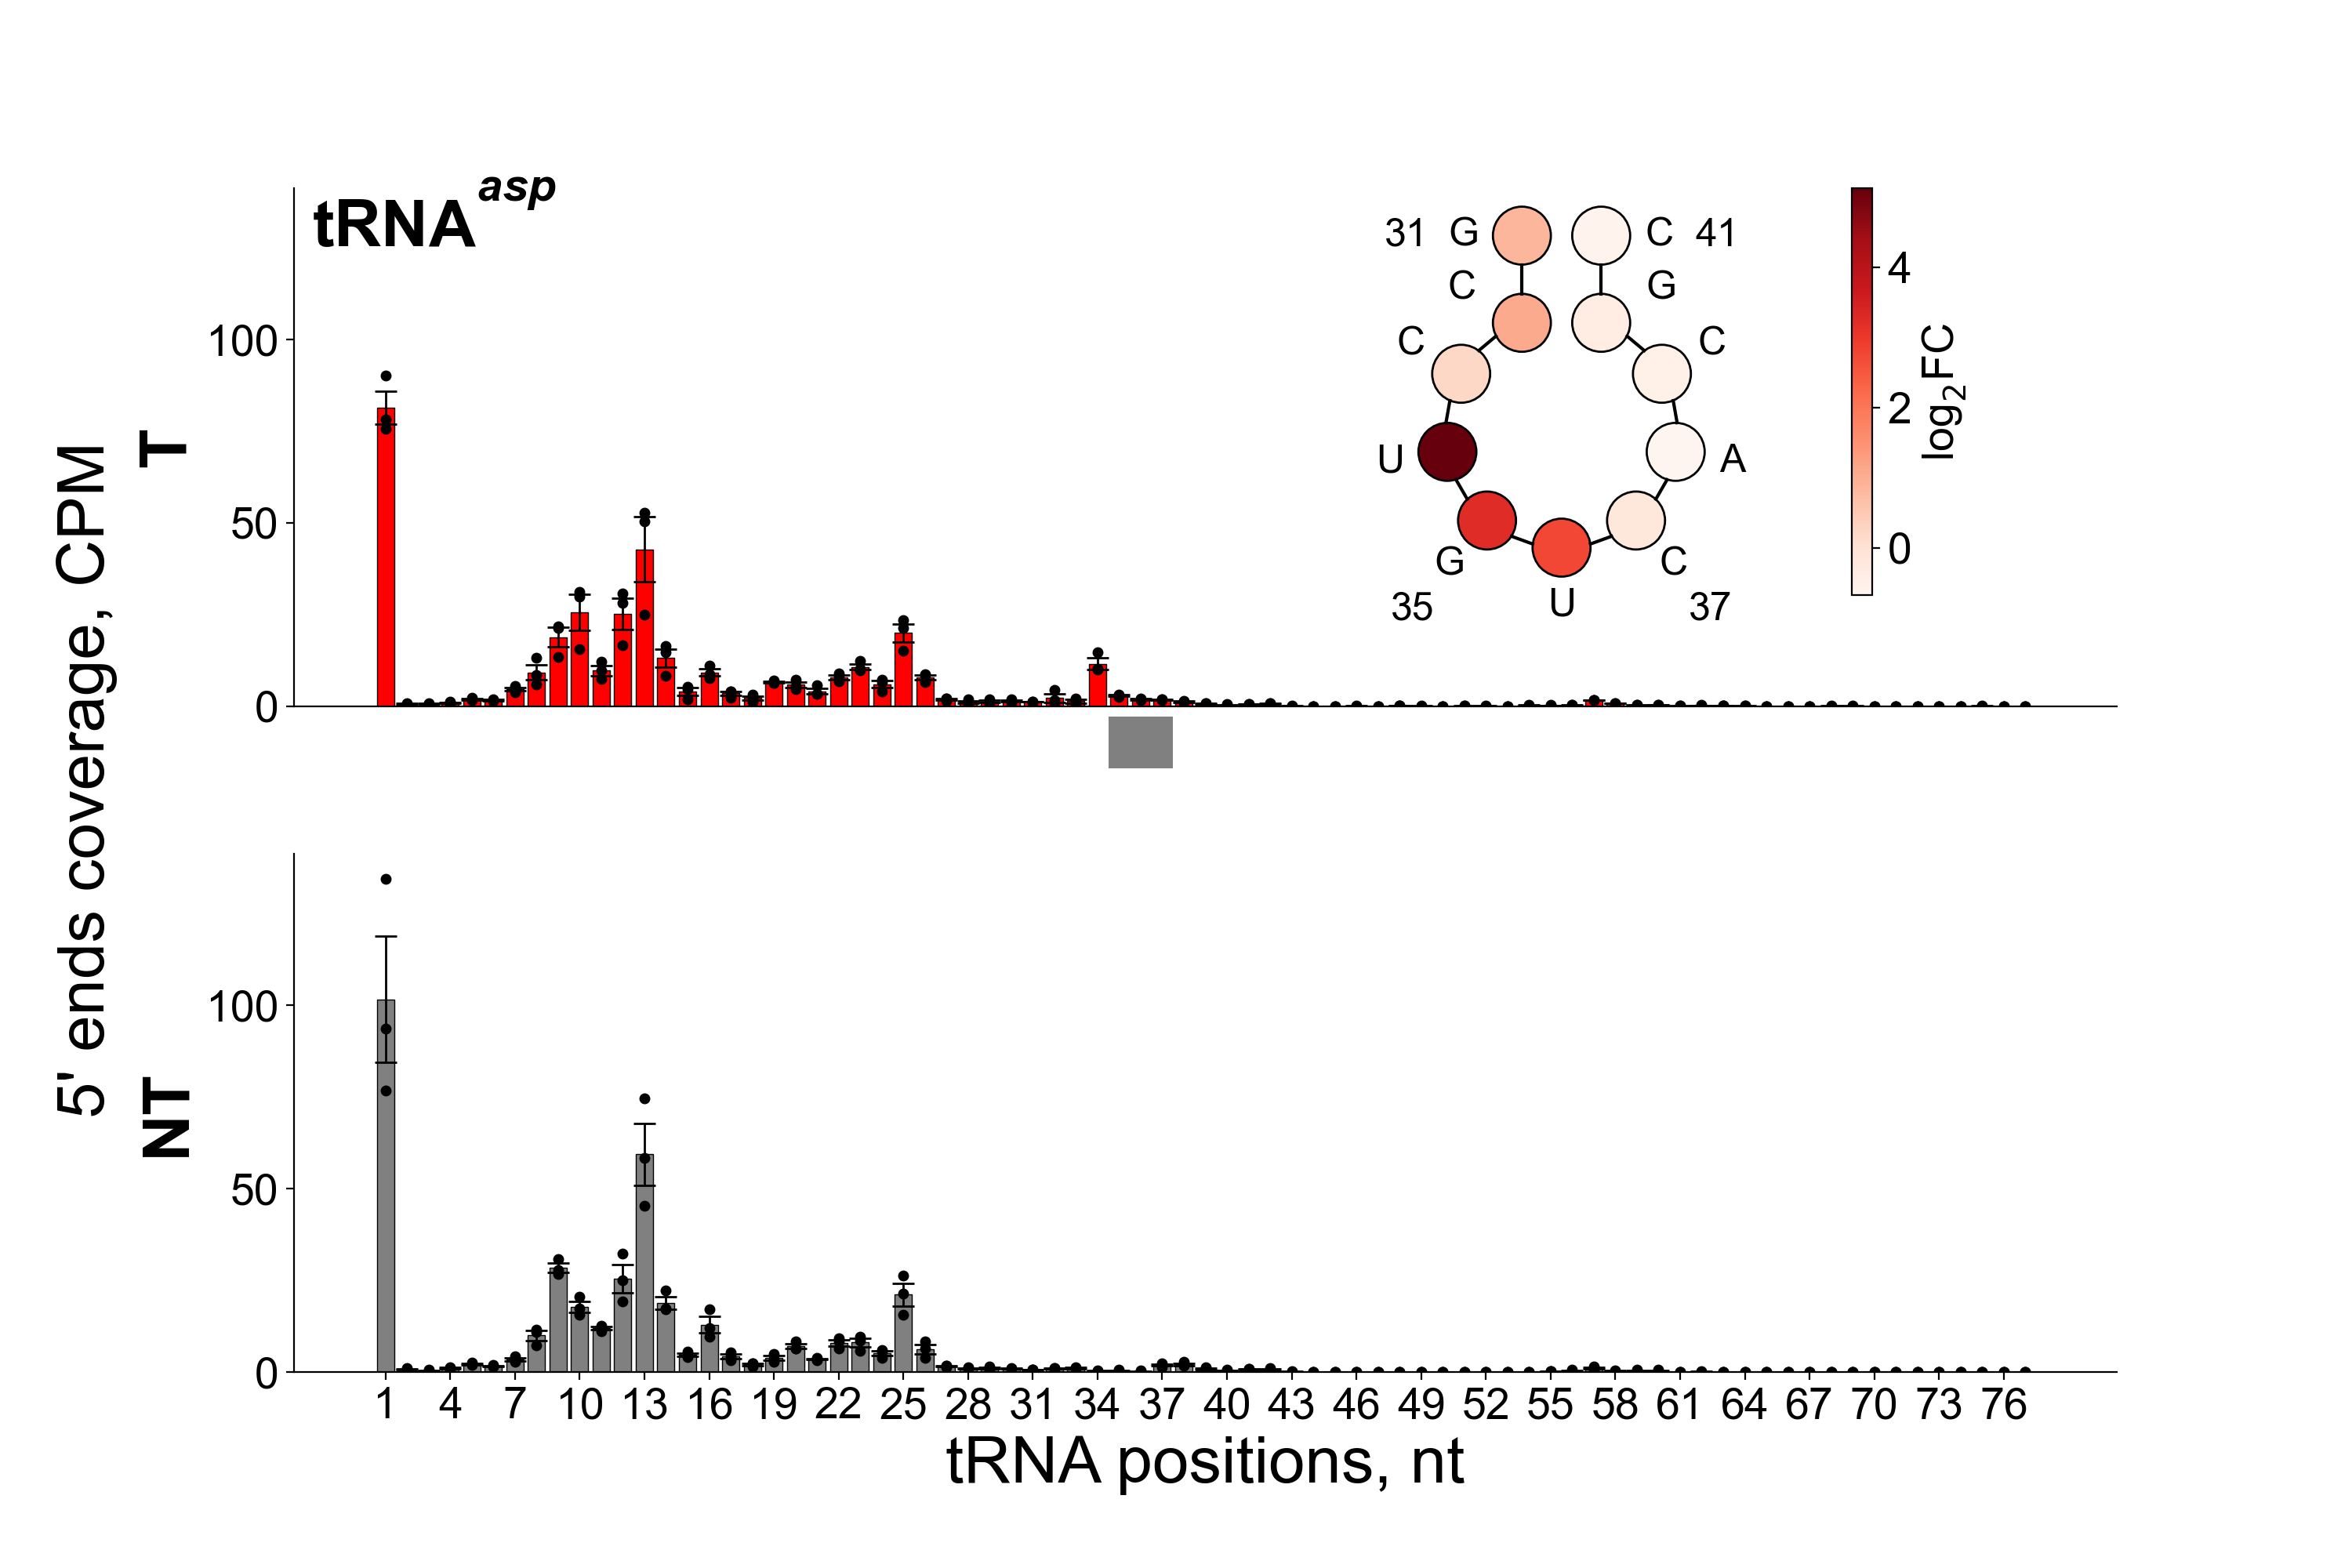 tRNA^asp
5' ends coverage, CPM
T
100
50
0
31 G C 41
C G
C C
U A
G C
35 U 37
4
2
0
log₂FC
NT
100
50
0
1 4 7 10 13 16 19 22 25 28 31 34 37 40 43 46 49 52 55 58 61 64 67 70 73 76
tRNA positions, nt